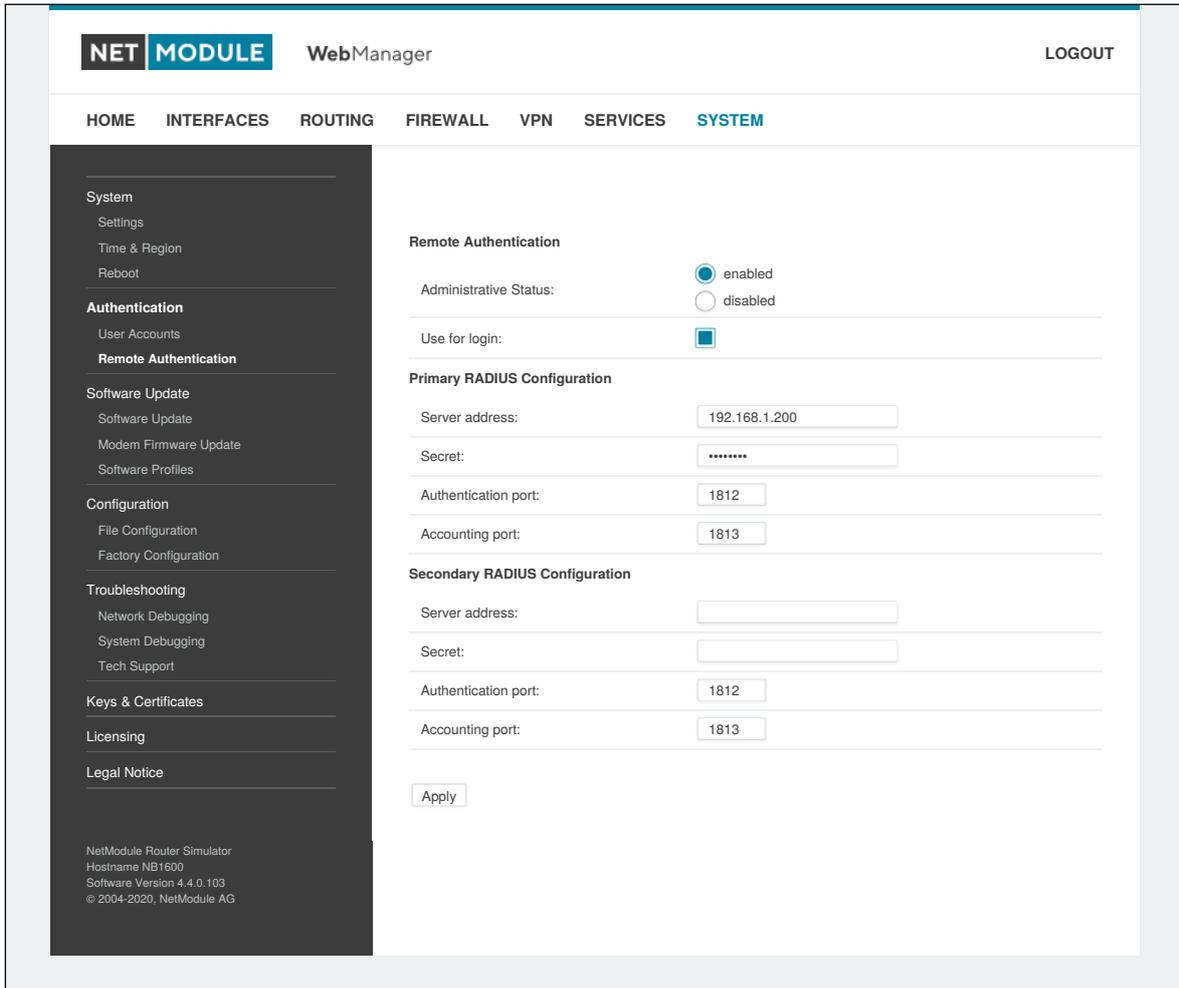 NET MODULE WebManager LOGOUT
HOME INTERFACES ROUTING FIREWALL VPN SERVICES SYSTEM
System
Settings
Time & Region
Reboot
Authentication
User Accounts
Remote Authentication
Software Update
Software Update
Modem Firmware Update
Software Profiles
Configuration
File Configuration
Factory Configuration
Troubleshooting
Network Debugging
System Debugging
Tech Support
Keys & Certificates
Licensing
Legal Notice
NetModule Router Simulator
Hostname NB1600
Software Version 4.4.0.103
© 2004-2020, NetModule AG
Remote Authentication
Administrative Status:
enabled
disabled
Use for login:
Primary RADIUS Configuration
Server address: 192.168.1.200
Secret: ••••••••
Authentication port: 1812
Accounting port: 1813
Secondary RADIUS Configuration
Server address:
Secret:
Authentication port: 1812
Accounting port: 1813
Apply